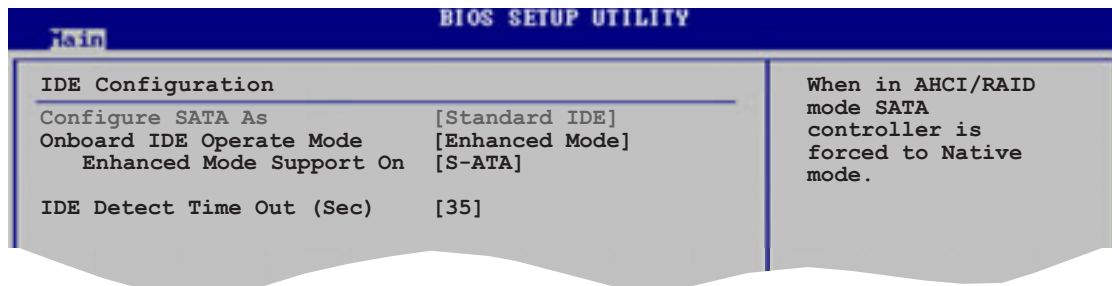 BIOS SETUP UTILITY
Main
IDE Configuration
Configure SATA As [Standard IDE]
Onboard IDE Operate Mode [Enhanced Mode]
Enhanced Mode Support On [S-ATA]
IDE Detect Time Out (Sec) [35]
When in AHCI/RAID
mode SATA
controller is
forced to Native
mode.